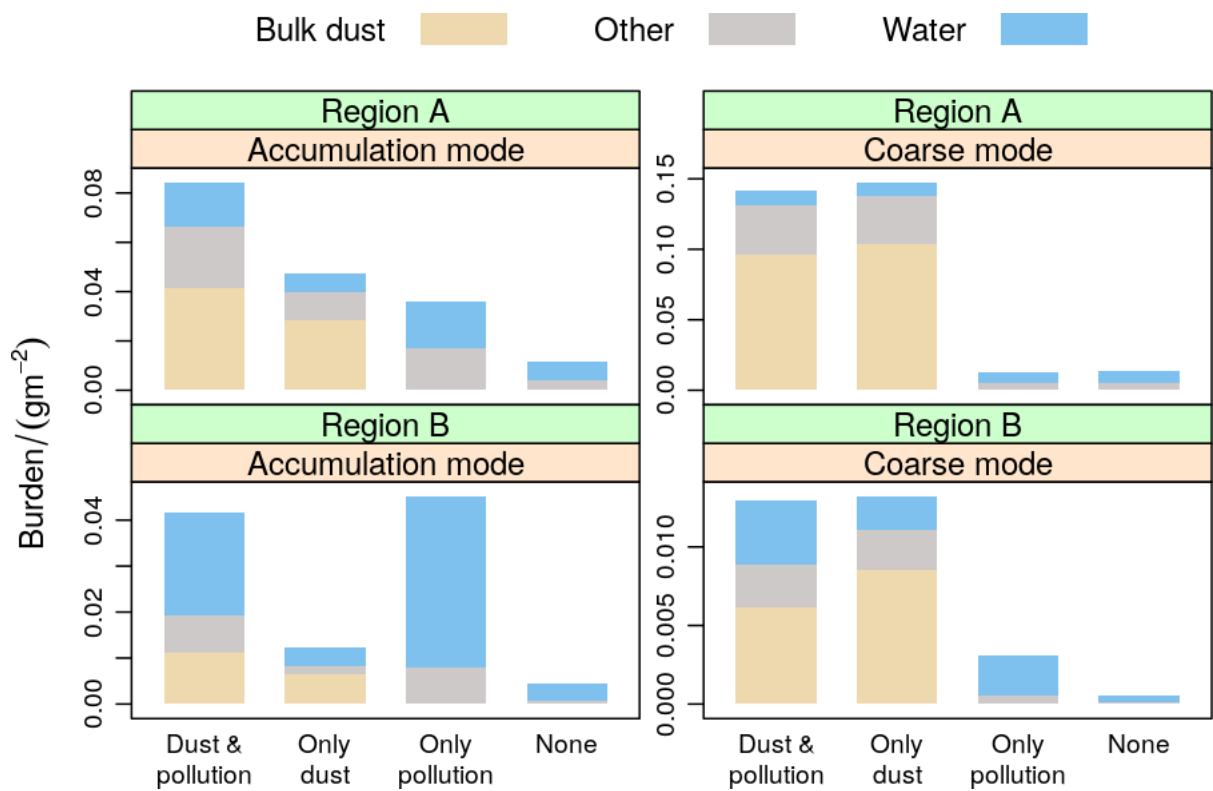 Bulk dust Other Water
Region A
Accumulation mode
0.08
0.04
0.00
Region A
Coarse mode
0.15
0.10
0.05
0.00
Burden/(gm−2)
Region B
Accumulation mode
0.04
0.02
0.00
Region B
Coarse mode
0.010
0.005
0.000
Dust &
pollution
Only
dust
Only
pollution
None
Dust &
pollution
Only
dust
Only
pollution
None